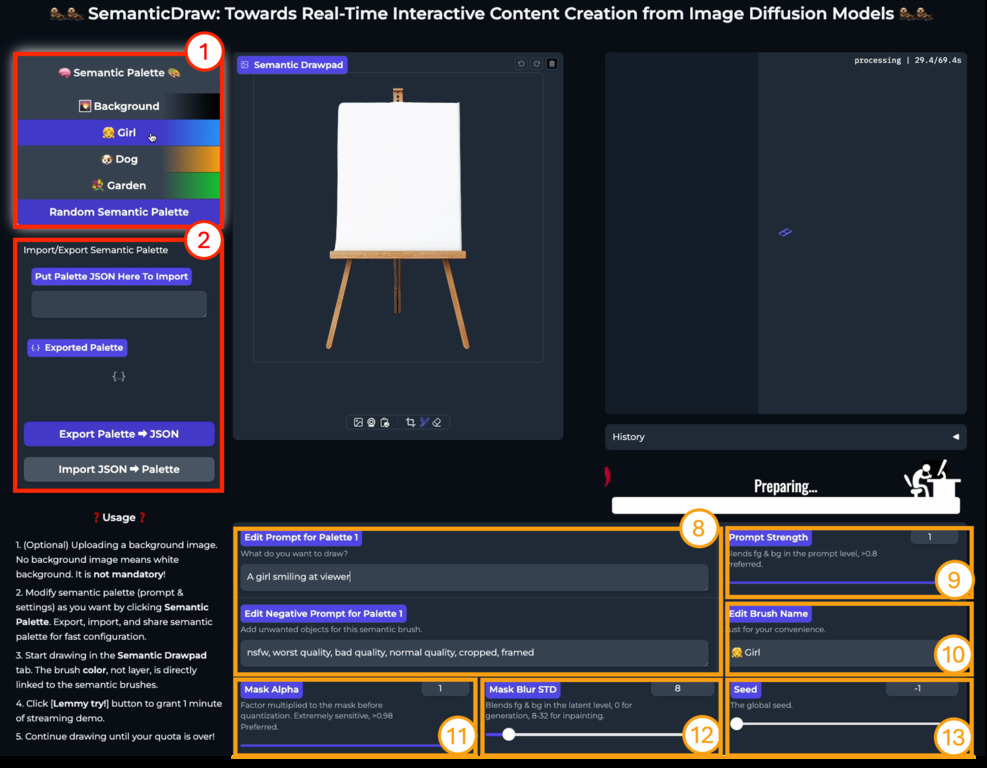 SemanticDraw: Towards Real-Time Interactive Content Creation from Image Diffusion Models
1
Semantic Palette
Background
Girl
Dog
Garden
Random Semantic Palette
2
Import/Export Semantic Palette
Put Palette JSON Here To Import
Exported Palette
{..}
Export Palette ➡ JSON
Import JSON ➡ Palette
❓ Usage ❓
1. (Optional) Uploading a background image.
No background image means white
background. It is not mandatory!
2. Modify semantic palette (prompt &
settings) as you want by clicking Semantic
Palette. Export, import, and share semantic
palette for fast configuration.
3. Start drawing in the Semantic Drawpad
tab. The brush color, not layer, is directly
linked to the semantic brushes.
4. Click [Lemmy try!] button to grant 1 minute
of streaming demo.
5. Continue drawing until your quota is over!
Semantic Drawpad
processing | 29.4/69.4s
History
Preparing...
8
Edit Prompt for Palette 1
What do you want to draw?
A girl smiling at viewer
Edit Negative Prompt for Palette 1
Add unwanted objects for this semantic brush.
nsfw, worst quality, bad quality, normal quality, cropped, framed
Prompt Strength
1
lends fg & bg in the prompt level, >0.8
referred.
9
Edit Brush Name
ust for your convenience.
Girl
10
Mask Alpha
1
Factor multiplied to the mask before
quantization. Extremely sensitive, >0.98
Preferred.
11
Mask Blur STD
8
Blends fg & bg in the latent level, 0 for
generation, 8-32 for inpainting.
12
Seed
-1
The global seed.
13